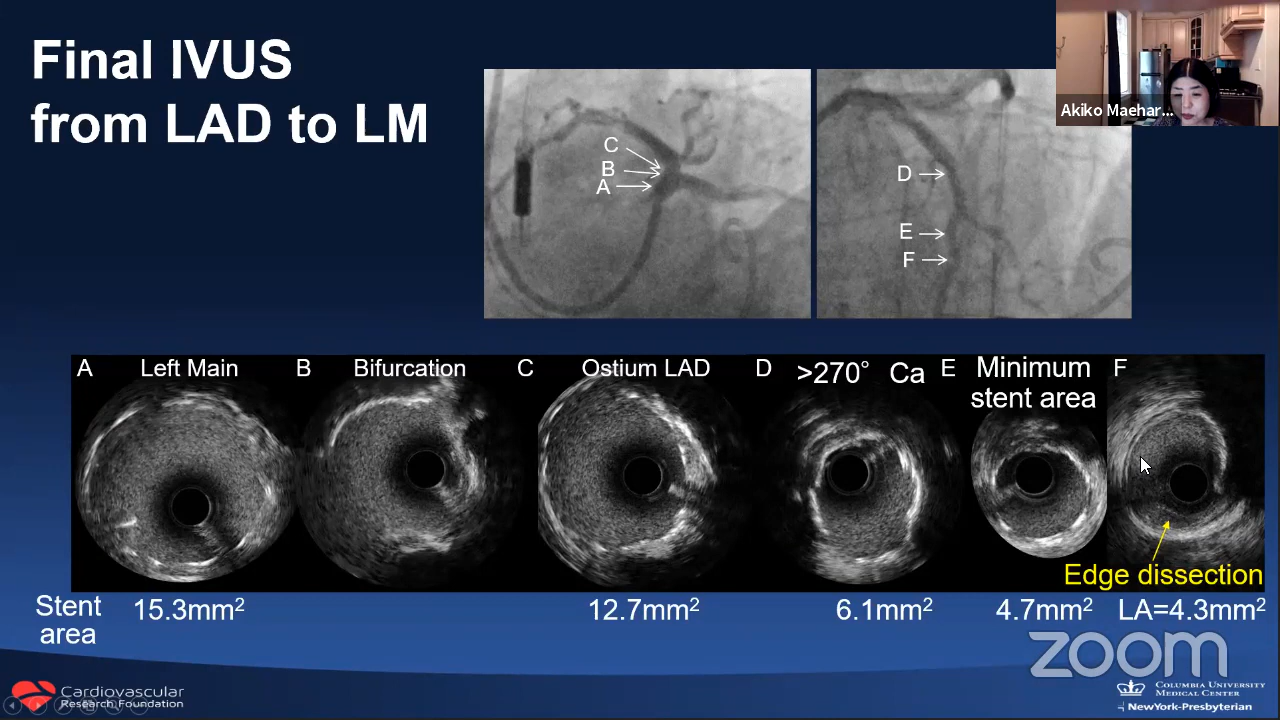 Final IVUS
from LAD to LM
C
B
A
D
E
F
Akiko Maehar...
A Left Main B Bifurcation C Ostium LAD D >270° Ca E Minimum stent area F
Edge dissection
Stent area 15.3mm² 12.7mm² 6.1mm² 4.7mm² LA=4.3mm²
zoom
Cardiovascular
Research Foundation
COLUMBIA UNIVERSITY
MEDICAL CENTER
NewYork-Presbyterian